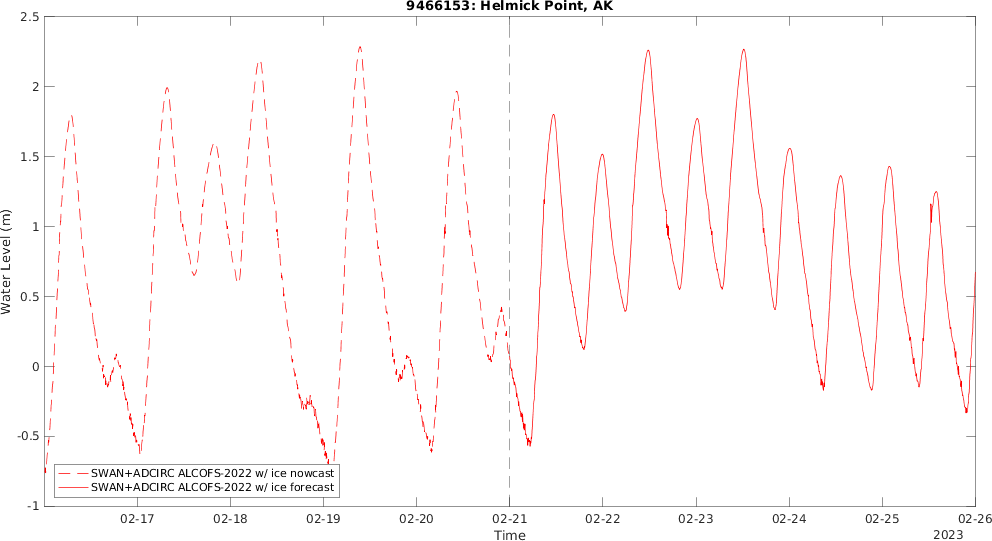 9466153: Helmick Point, AK
2.5
2
1.5
1
0.5
0
-0.5
-1
Water Level (m)
SWAN+ADCIRC ALCOFS-2022 w/ ice nowcast
SWAN+ADCIRC ALCOFS-2022 w/ ice forecast
02-17 02-18 02-19 02-20 02-21 02-22 02-23 02-24 02-25 02-26
Time
2023